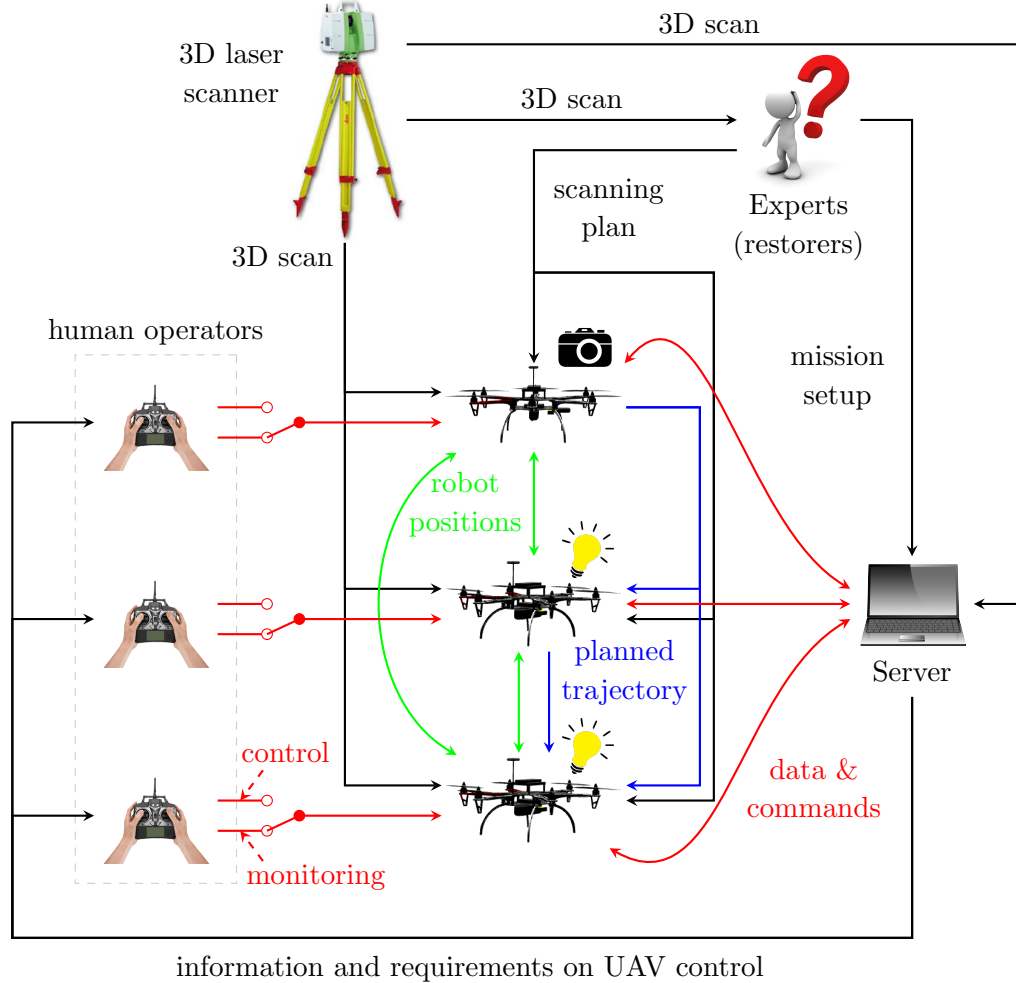 3D scan
3D laser
scanner
3D scan
scanning
plan
Experts
(restorers)
3D scan
human operators
mission
setup
robot
positions
planned
trajectory
Server
control
data &
commands
monitoring
information and requirements on UAV control